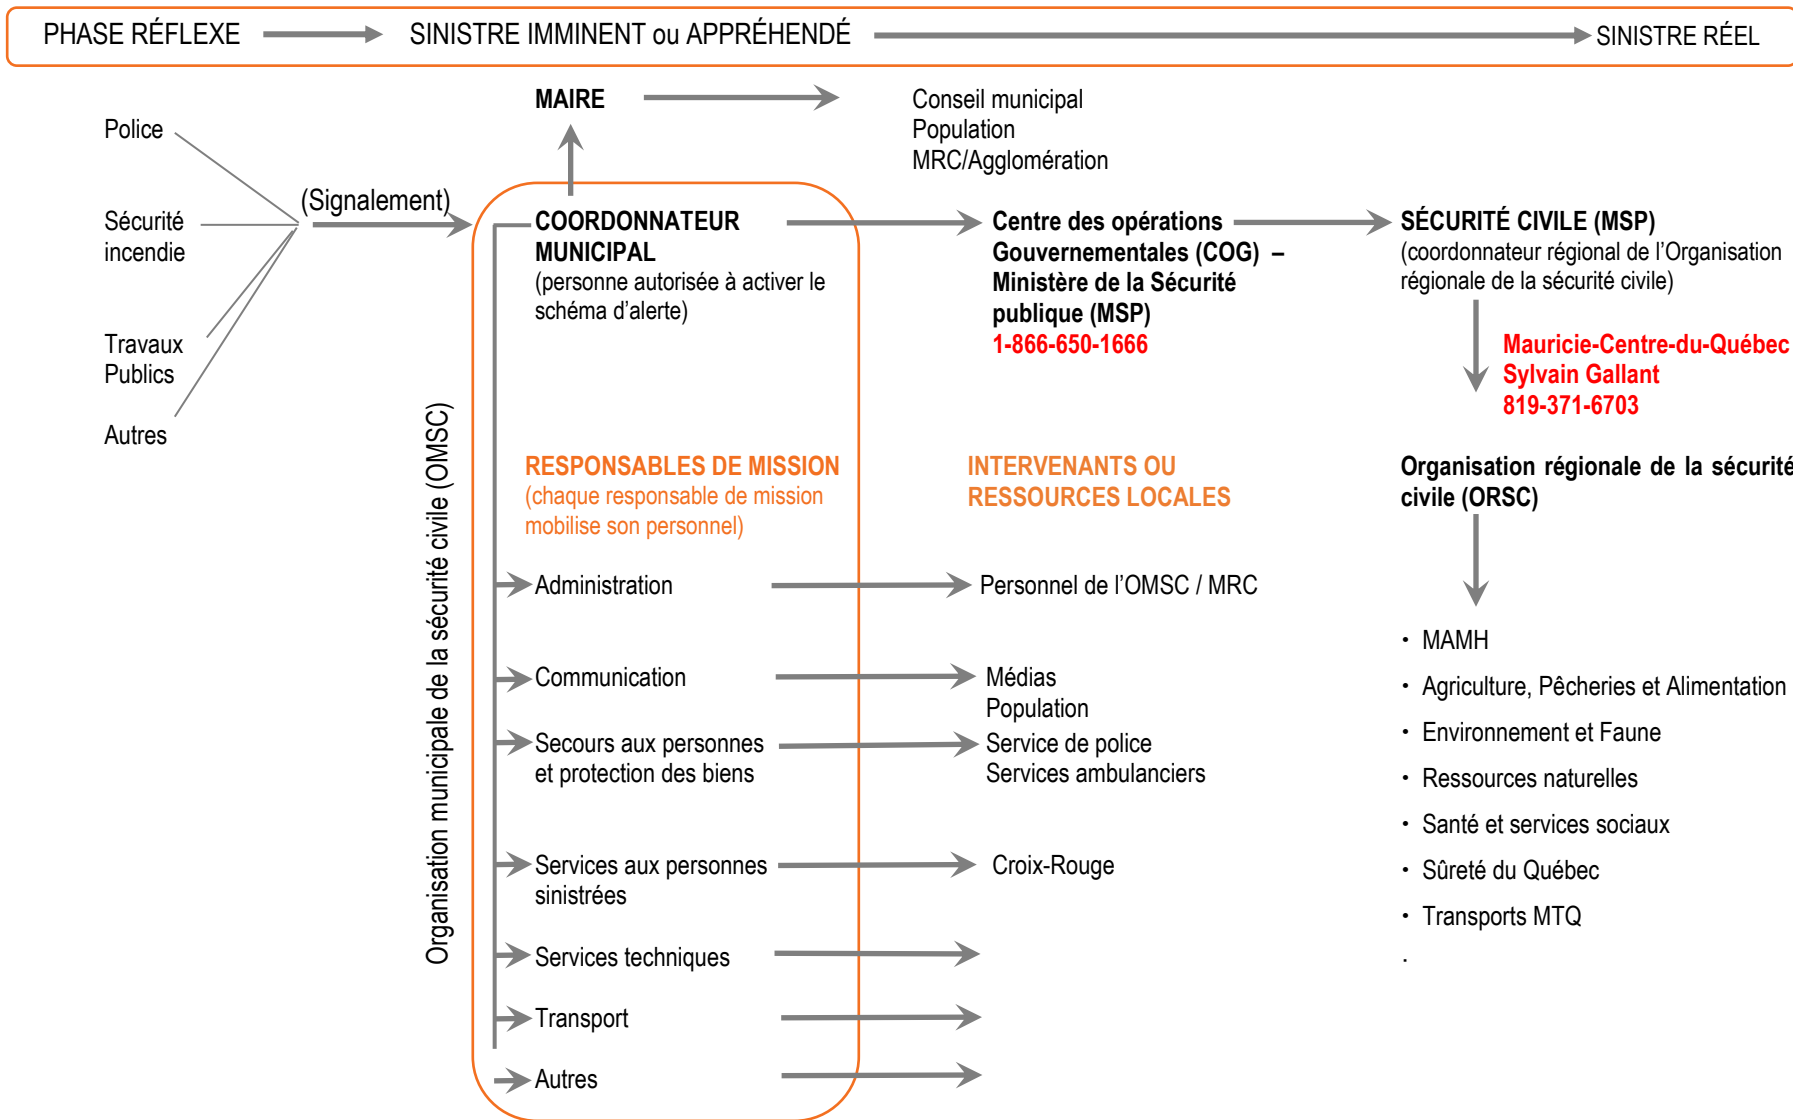 PHASE RÉFLEXE
SINISTRE IMMINENT ou APPRÉHENDÉ
SINISTRE RÉEL
Police
Sécurité
incendie
Travaux
Publics
Autres
(Signalement)
MAIRE
Conseil municipal
Population
MRC/Agglomération
Organisation municipale de la sécurité civile (OMSC)
COORDONNATEUR
MUNICIPAL
(personne autorisée à activer le
schéma d'alerte)
Centre des opérations
Gouvernementales (COG) –
Ministère de la Sécurité
publique (MSP)
1-866-650-1666
SÉCURITÉ CIVILE (MSP)
(coordonnateur régional de l'Organisation
régionale de la sécurité civile)
Mauricie-Centre-du-Québec
Sylvain Gallant
819-371-6703
RESPONSABLES DE MISSION
(chaque responsable de mission
mobilise son personnel)
INTERVENANTS OU
RESSOURCES LOCALES
Organisation régionale de la sécurité
civile (ORSC)
Administration
Personnel de l'OMSC / MRC
Communication
Médias
Population
Secours aux personnes
et protection des biens
Service de police
Services ambulanciers
Services aux personnes
sinistrées
Croix-Rouge
Services techniques
Transport
Autres
· MAMH
· Agriculture, Pêcheries et Alimentation
· Environnement et Faune
· Ressources naturelles
· Santé et services sociaux
· Sûreté du Québec
· Transports MTQ
.